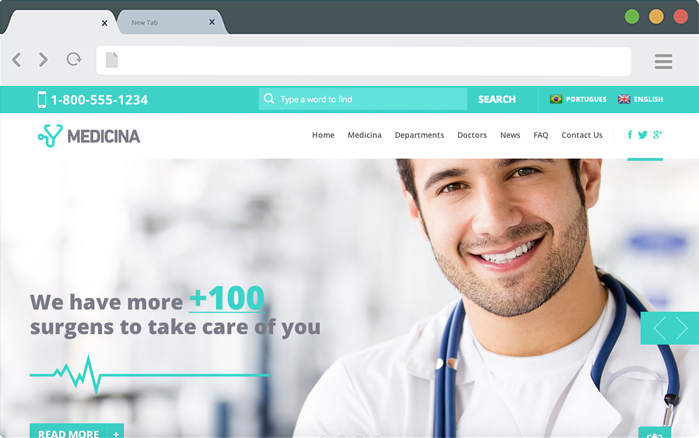 New Tab
1-800-555-1234
Type a word to find
SEARCH
PORTUGUES
ENGLISH
MEDICINA
Home Medicina Departments Doctors News FAQ Contact Us
We have more +100
surgens to take care of you
READ MORE +